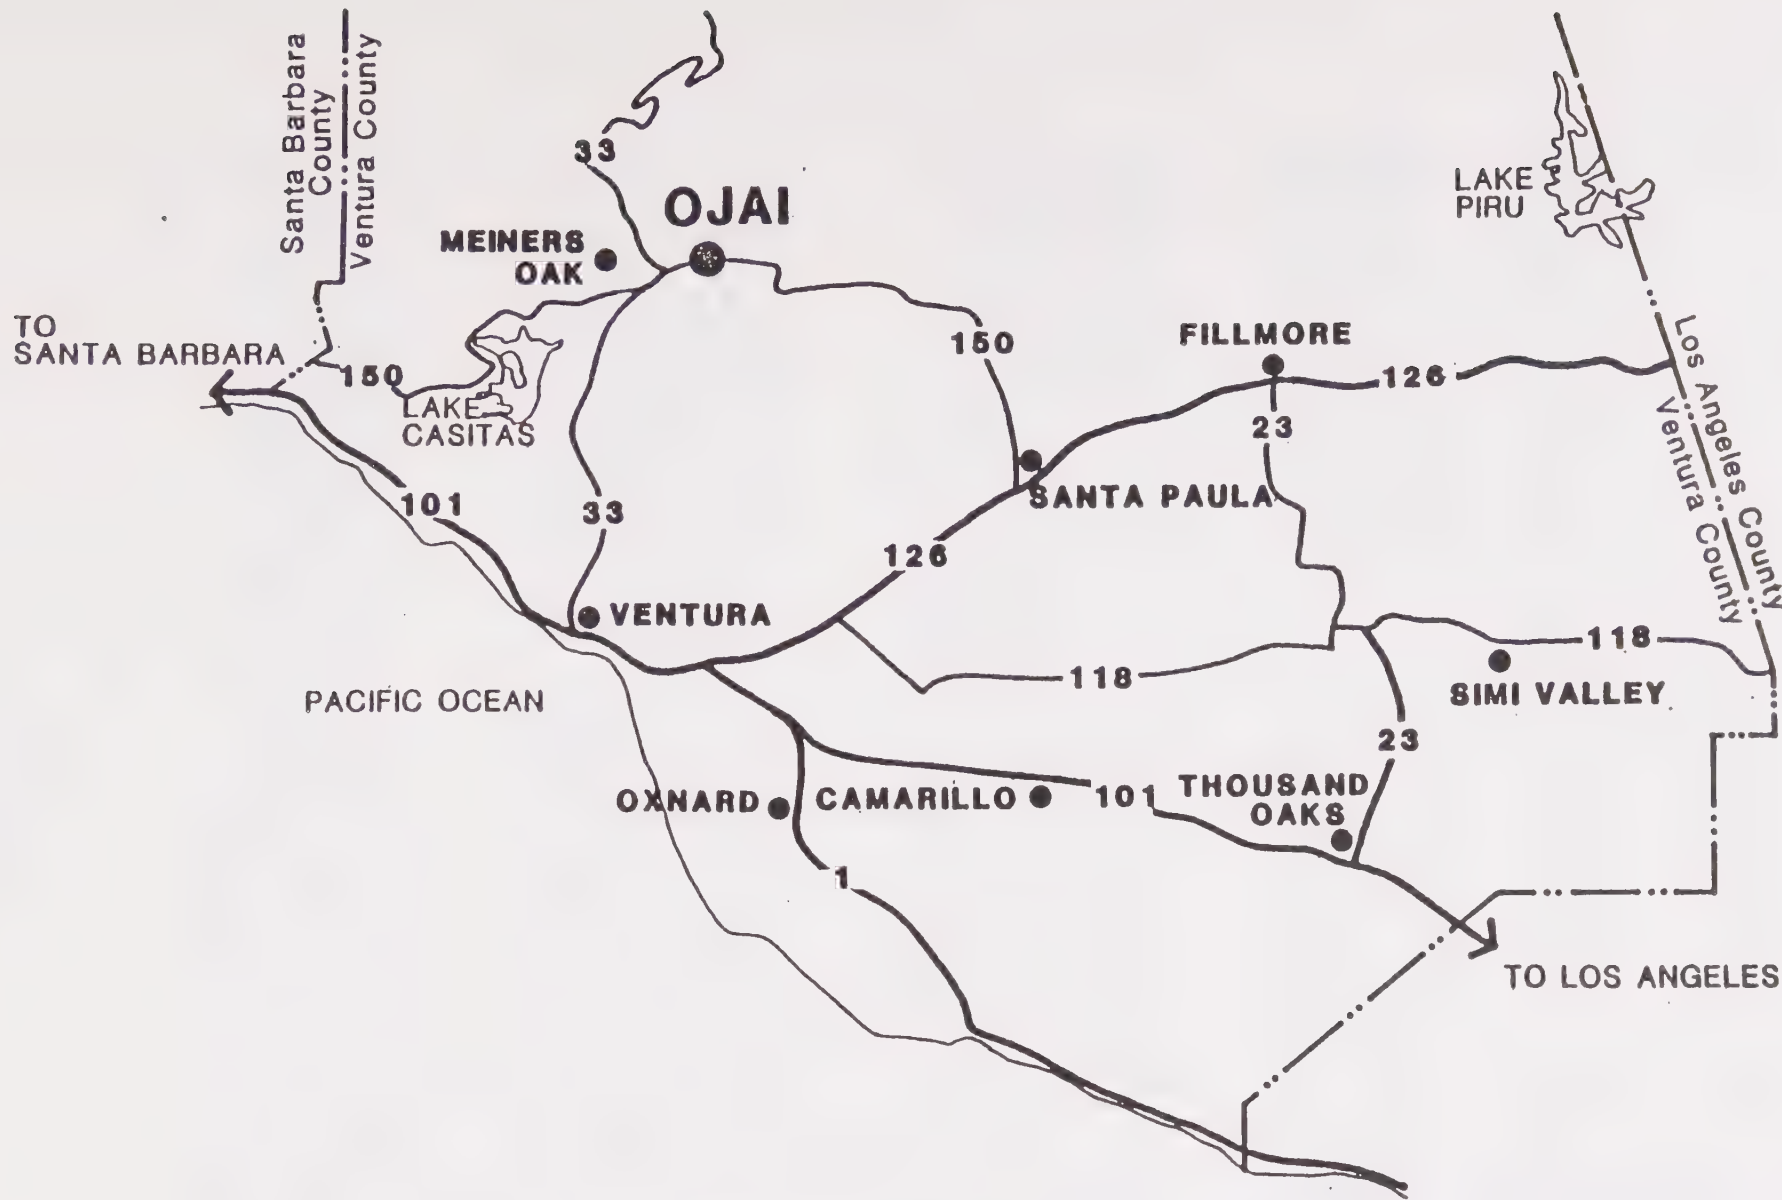 Santa Barbara
County
Ventura County
33
OJAI
MEINERS
OAK
LAKE
PIRU
TO
SANTA BARBARA
150
LAKE
CASITAS
150
FILLMORE
126
23
Los Angeles County
Ventura County
101
33
SANTA PAULA
126
VENTURA
118
118
SIMI VALLEY
PACIFIC OCEAN
23
OXNARD
CAMARILLO
101
THOUSAND
OAKS
1
TO LOS ANGELES